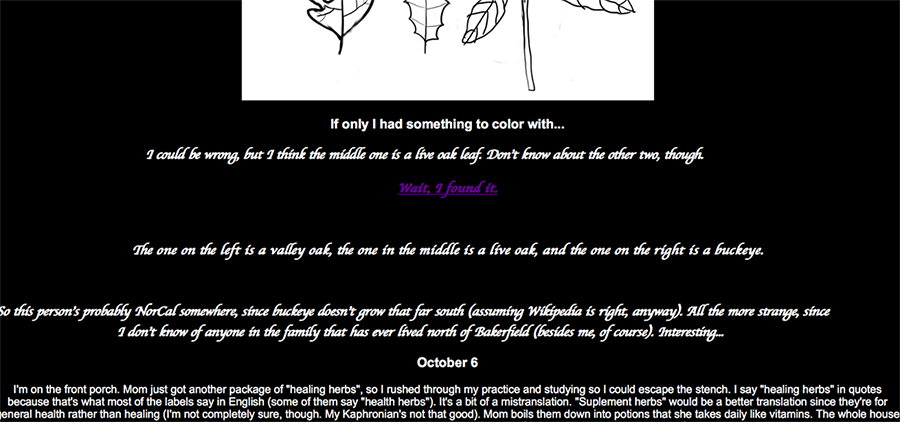 If only I had something to color with...
I could be wrong, but I think the middle one is a live oak leaf. Don't know about the other two, though.
Wait, I found it.
The one on the left is a valley oak, the one in the middle is a live oak, and the one on the right is a buckeye.
So this person's probably NorCal somewhere, since buckeye doesn't grow that far south (assuming Wikipedia is right, anyway). All the more strange, since
I don't know of anyone in the family that has ever lived north of Bakerfield (besides me, of course). Interesting...
October 6
I'm on the front porch. Mom just got another package of "healing herbs", so I rushed through my practice and studying so I could escape the stench. I say "healing herbs" in quotes
because that's what most of the labels say in English (some of them say "health herbs"). It's a bit of a mistranslation. "Suplement herbs" would be a better translation since they're for
general health rather than healing (I'm not completely sure, though. My Kaphronian's not that good). Mom boils them down into potions that she takes daily like vitamins. The whole house